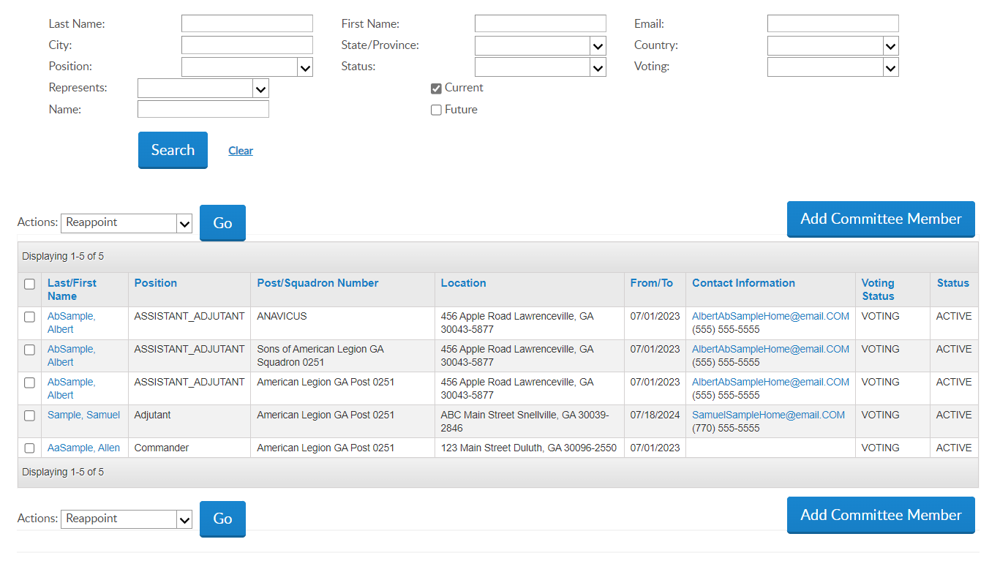 Last Name: First Name: Email:
City: State/Province: Country:
Position: Status: Voting:
Represents: Current
Name: Future
Search Clear
Actions: Reappoint Go Add Committee Member
Displaying 1-5 of 5
Last/First Position Post/Squadron Number Location From/To Contact Information Voting Status
Name Status
AbSample, ASSISTANT_ADJUTANT ANAVICUS 456 Apple Road Lawrenceville, GA 07/01/2023 AlbertAbSampleHome@email.COM VOTING ACTIVE
Albert 30043-5877 (555) 555-5555
AbSample, ASSISTANT_ADJUTANT Sons of American Legion GA 456 Apple Road Lawrenceville, GA 07/01/2023 AlbertAbSampleHome@email.COM VOTING ACTIVE
Albert Squadron 0251 30043-5877 (555) 555-5555
AbSample, ASSISTANT_ADJUTANT American Legion GA Post 0251 456 Apple Road Lawrenceville, GA 07/01/2023 AlbertAbSampleHome@email.COM VOTING ACTIVE
Albert 30043-5877 (555) 555-5555
Sample, Samuel Adjutant American Legion GA Post 0251 ABC Main Street Snellville, GA 30039- 07/18/2024 SamuelSampleHome@email.COM VOTING ACTIVE
2846 (770) 555-5555
AaSample, Allen Commander American Legion GA Post 0251 123 Main Street Duluth, GA 30096-2550 07/01/2023 VOTING ACTIVE
Displaying 1-5 of 5
Actions: Reappoint Go Add Committee Member